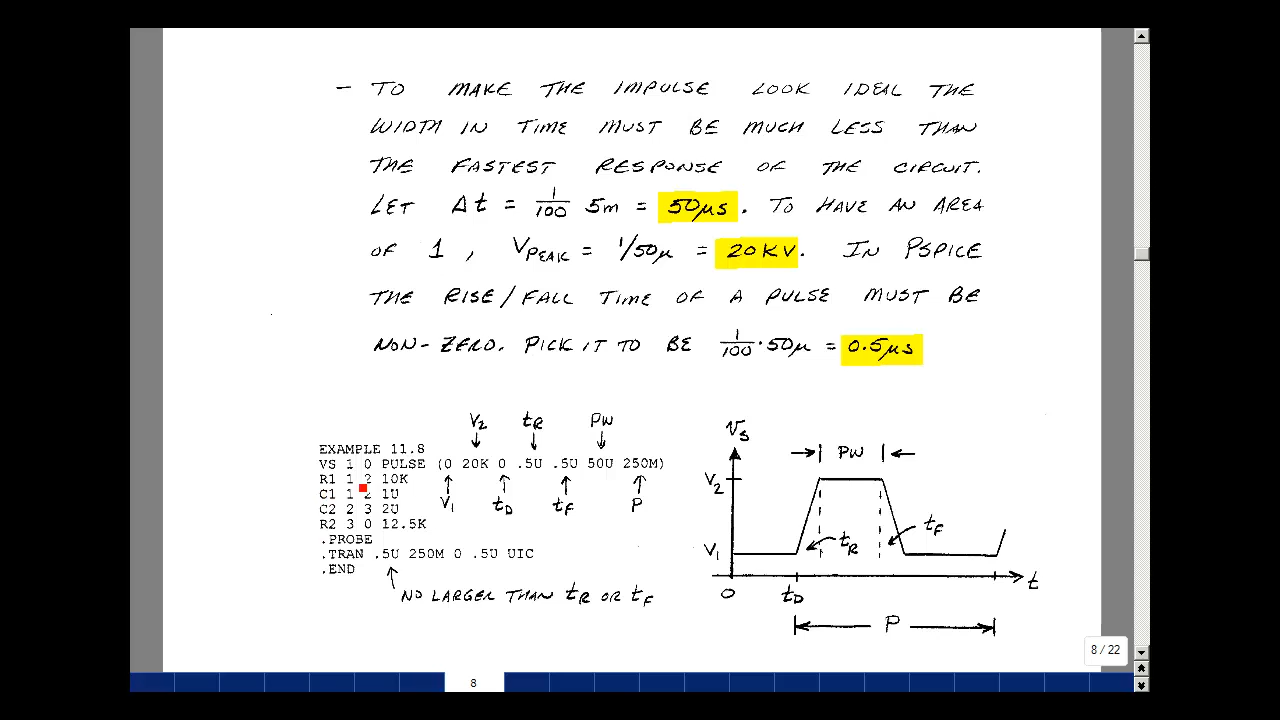 — TO MAKE THE IMPULSE LOOK IDEAL THE
WIDTH IN TIME MUST BE MUCH LESS THAN
THE FASTEST RESPONSE OF THE CIRCUIT.
LET Δt = 1/100 5m = 50μs. TO HAVE AN AREA
OF 1, VPEAK = 1/50μ = 20KV. IN PSPICE
THE RISE/FALL TIME OF A PULSE MUST BE
NON-ZERO. PICK IT TO BE 1/100 · 50μ = 0.5μs
V2 tR PW
EXAMPLE 11.8
VS 1 0 PULSE (0 20K 0 .5U .5U 50U 250M)
R1 1 2 10K
C1 1 2 1U
V1 tD tF P
C2 2 3 2U
R2 3 0 12.5K
.PROBE
.TRAN .5U 250M 0 .5U UIC
.END
NO LARGER THAN tR OR tF
VS
PW
V2
tF
tR
V1
0 tD t
P
8 / 22
8